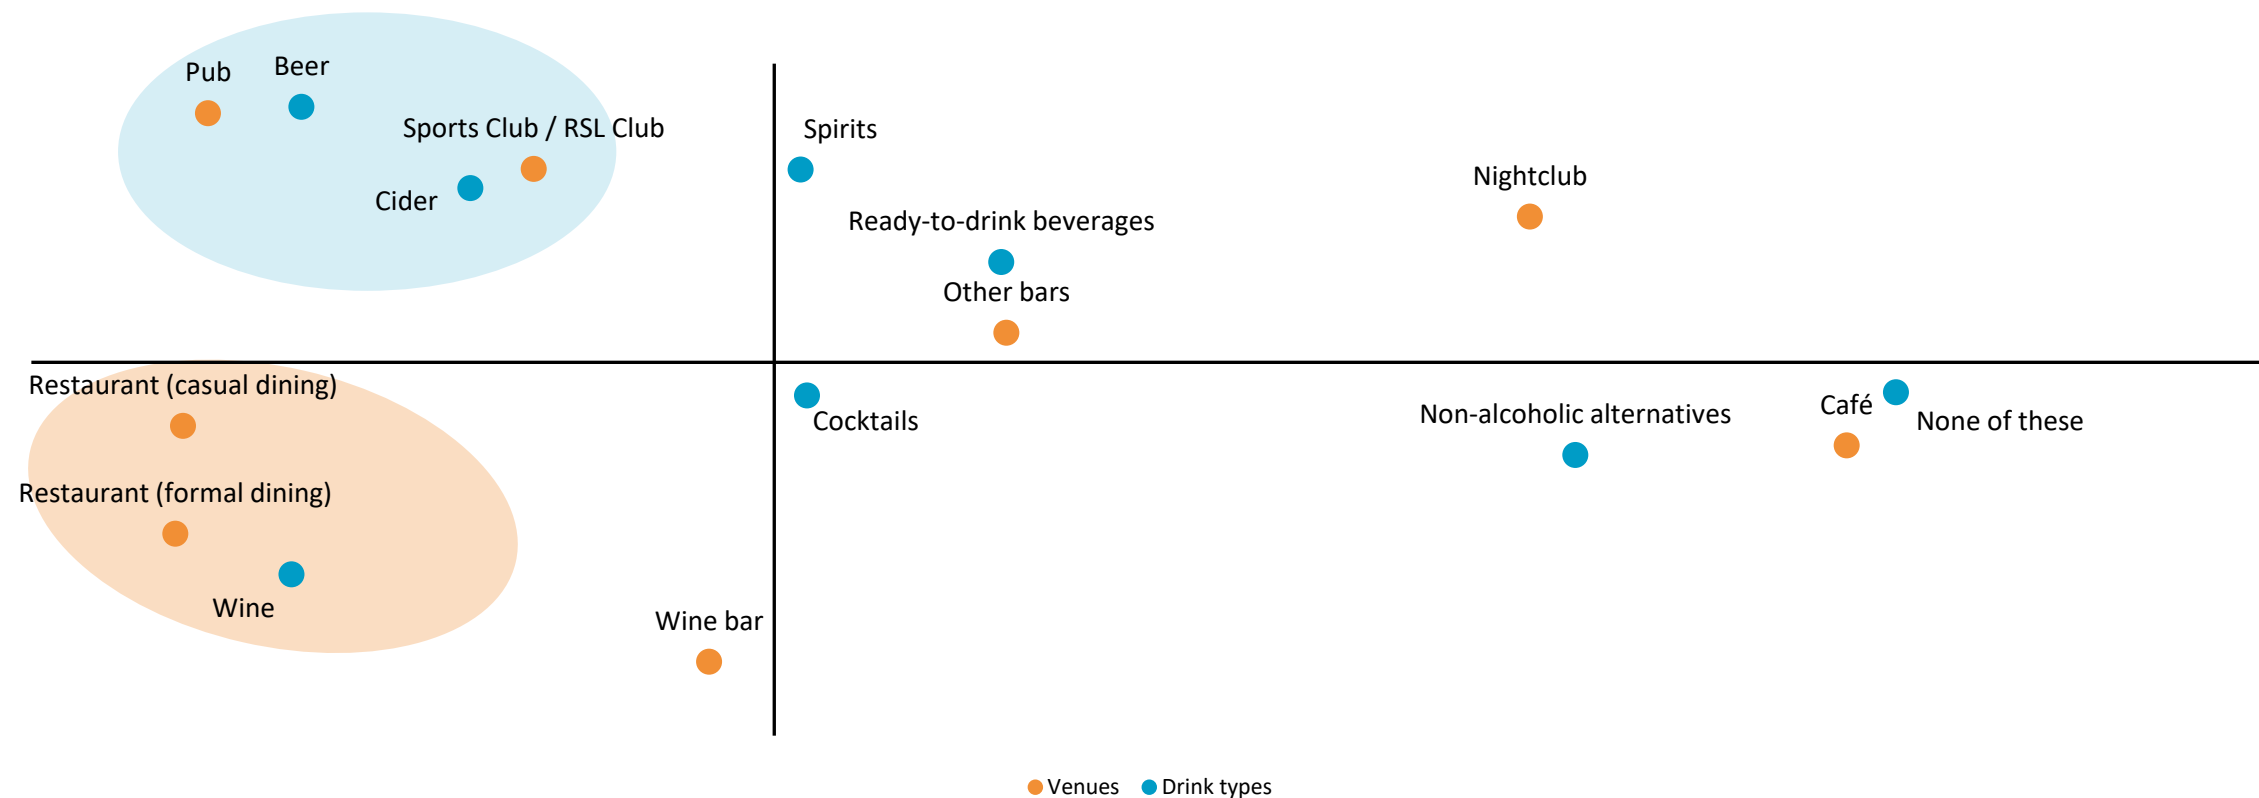 Pub
Beer
Sports Club / RSL Club
Spirits
Cider
Nightclub
Ready-to-drink beverages
Other bars
Restaurant (casual dining)
Cocktails
Non-alcoholic alternatives
Café
None of these
Restaurant (formal dining)
Wine
Wine bar
Venues
Drink types